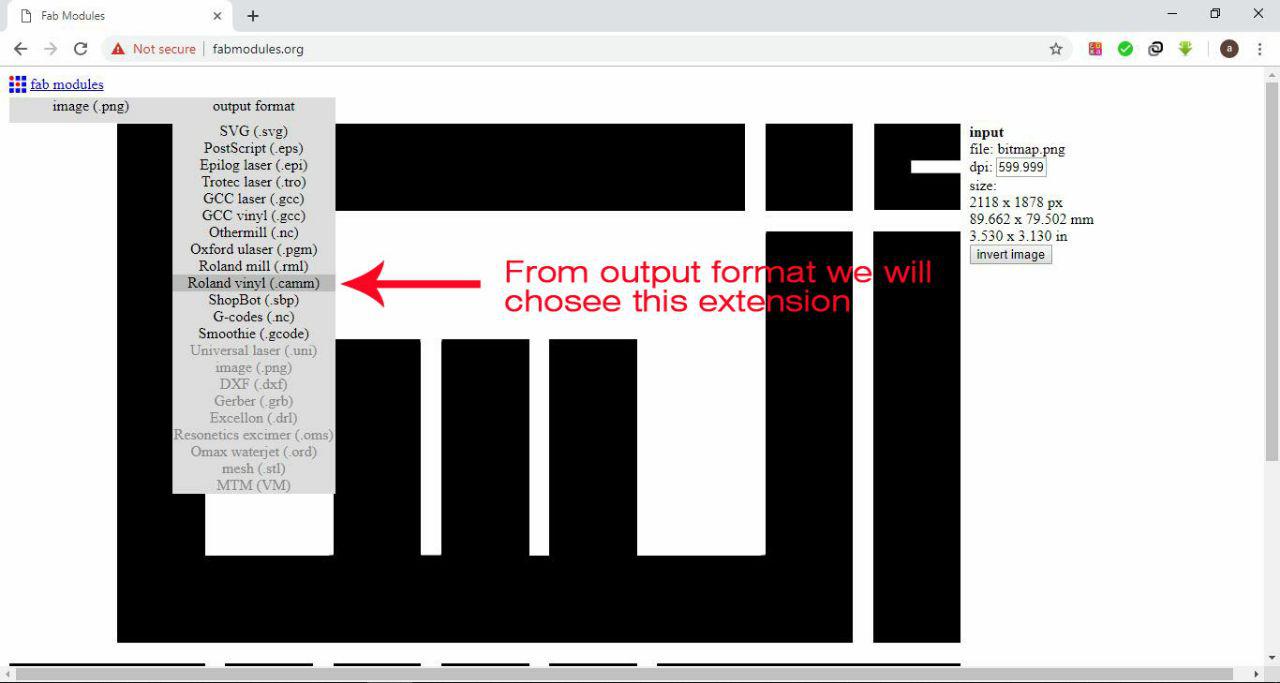 Fab Modules
Not secure | fabmodules.org
a
fab modules
image (.png) output format
SVG (.svg)
PostScript (.eps)
Epilog laser (.epi)
Trotec laser (.tro)
GCC laser (.gcc)
GCC vinyl (.gcc)
Othermill (.nc)
Oxford ulaser (.pgm)
Roland mill (.rml)
Roland vinyl (.camm)
ShopBot (.sbp)
G-codes (.nc)
Smoothie (.gcode)
Universal laser (.uni)
image (.png)
DXF (.dxf)
Gerber (.grb)
Excellon (.drl)
Resonetics excimer (.oms)
Omax waterjet (.ord)
mesh (.stl)
MTM (VM)
From output format we will
chosee this extension
input
file: bitmap.png
dpi: 599.999
size:
2118 x 1878 px
89.662 x 79.502 mm
3.530 x 3.130 in
invert image